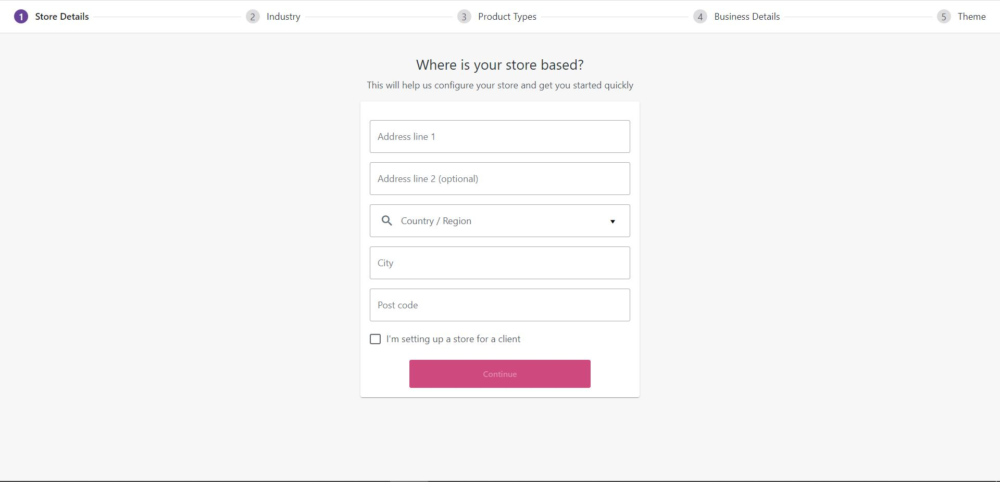 1 Store Details 2 Industry 3 Product Types 4 Business Details 5 Theme
Where is your store based?
This will help us configure your store and get you started quickly
Address line 1
Address line 2 (optional)
Country / Region
City
Post code
I'm setting up a store for a client
Continue